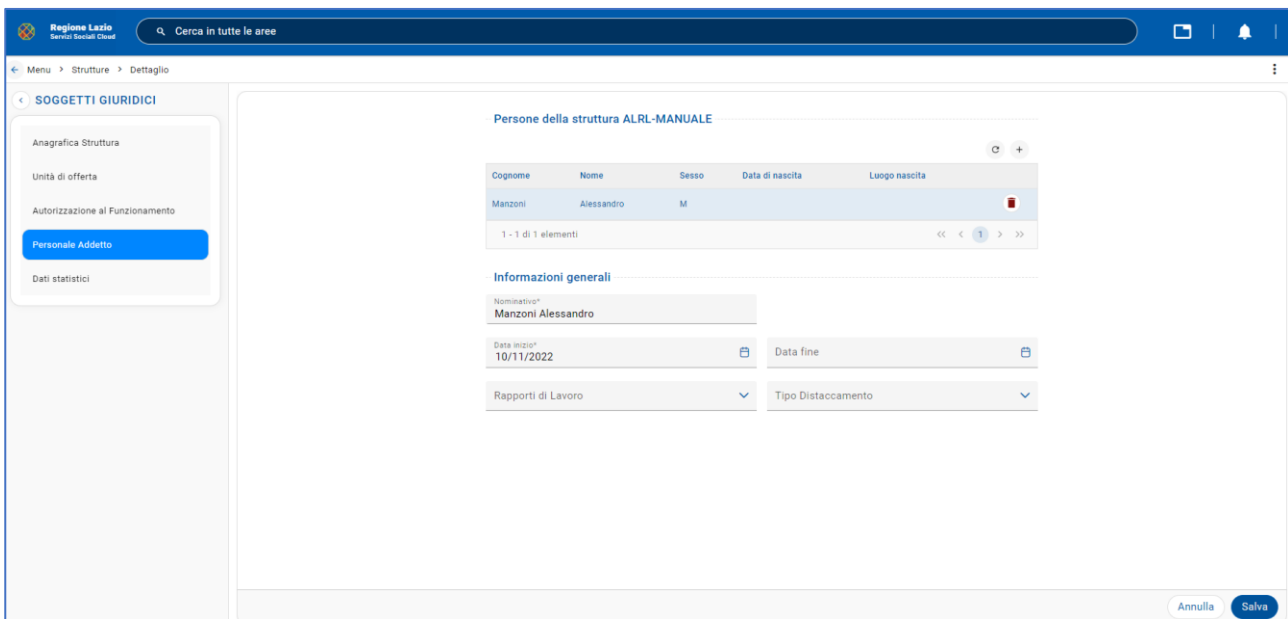 Regione Lazio
Servizi Sociali Cloud
Cerca in tutte le aree
Menu > Strutture > Dettaglio
SOGGETTI GIURIDICI
Anagrafica Struttura
Unità di offerta
Autorizzazione al Funzionamento
Personale Addetto
Dati statistici
Persone della struttura ALRL-MANUALE
Cognome Nome Sesso Data di nascita Luogo nascita
Manzoni Alessandro M
1 - 1 di 1 elementi << < 1 > >>
Informazioni generali
Nominativo*
Manzoni Alessandro
Data inizio*
10/11/2022
Data fine
Rapporti di Lavoro Tipo Distaccamento
Annulla Salva